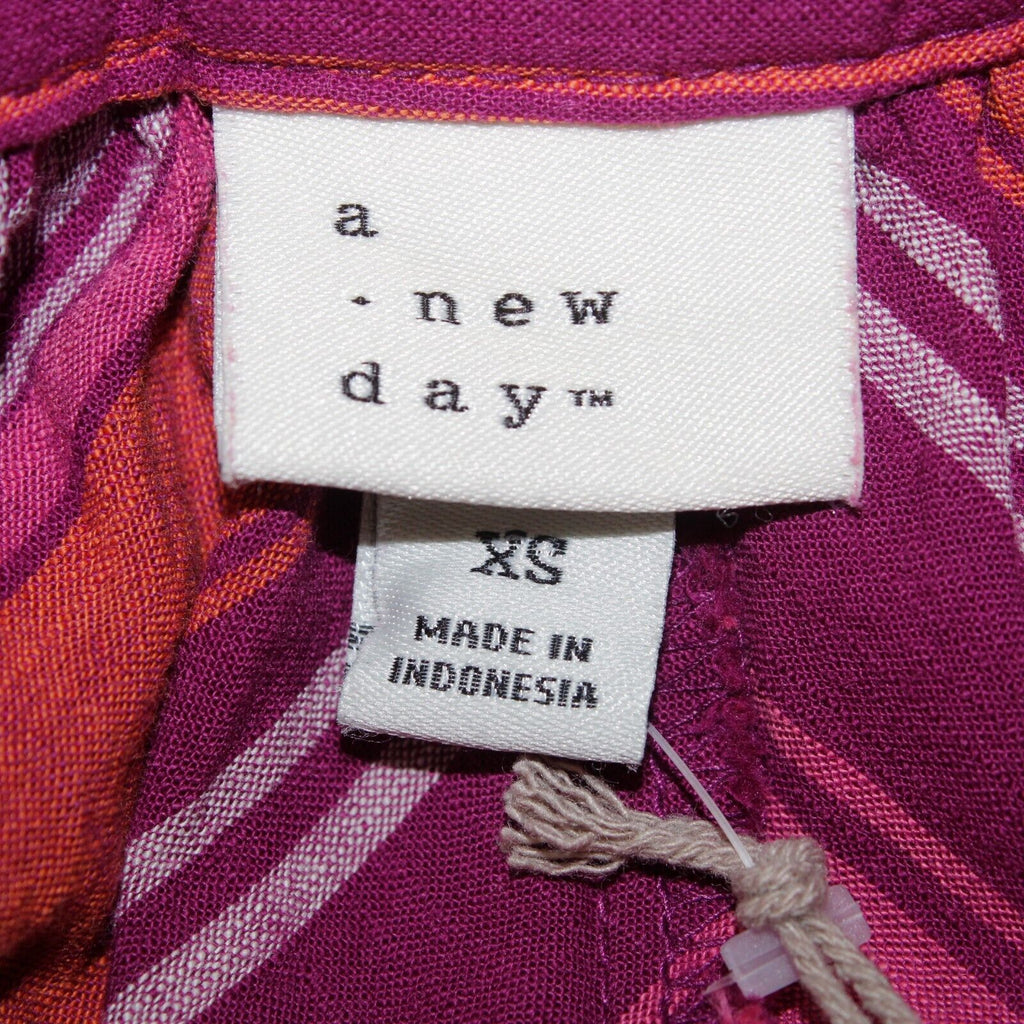 a
· new
day™
XS
MADE IN
INDONESIA